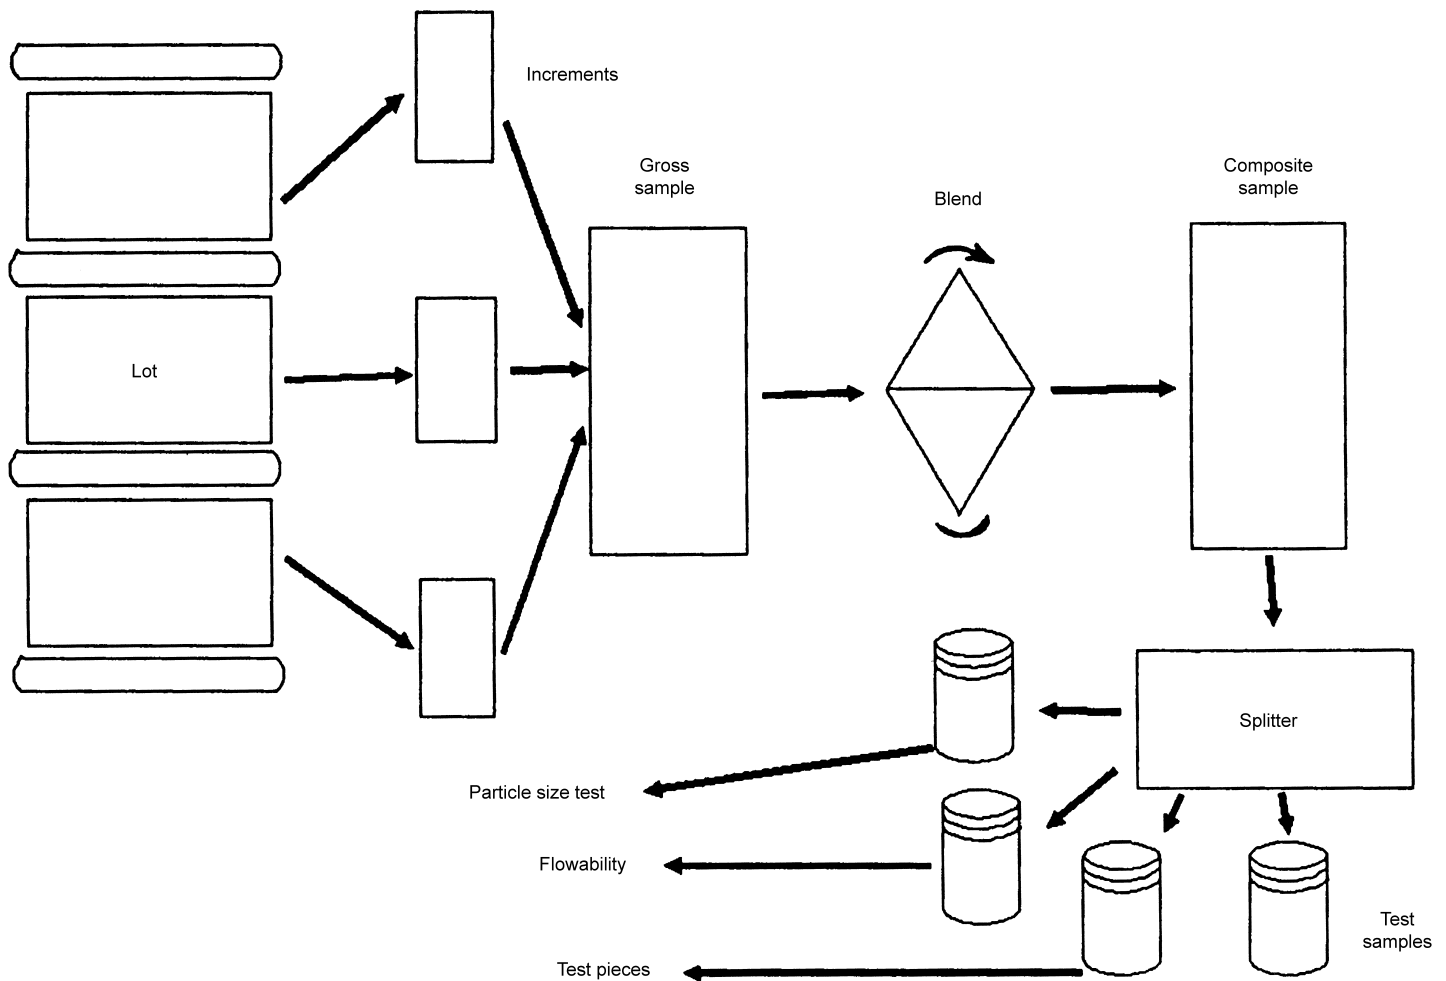 Increments
Gross
sample
Blend
Composite
sample
Lot
Splitter
Particle size test
Flowability
Test pieces
Test
samples